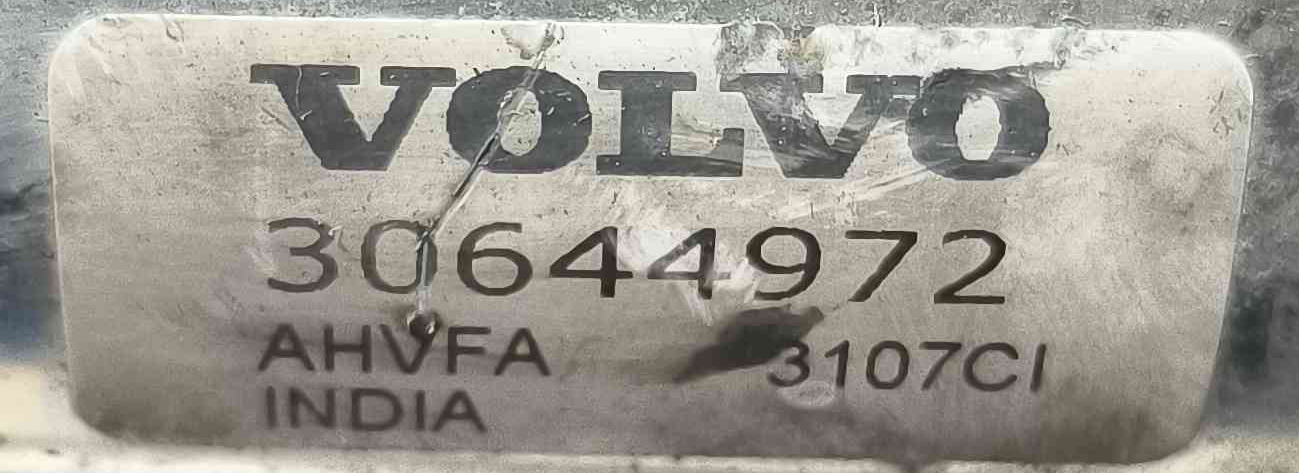 VOLVO
30644972
AHVFA 3107CI
INDIA